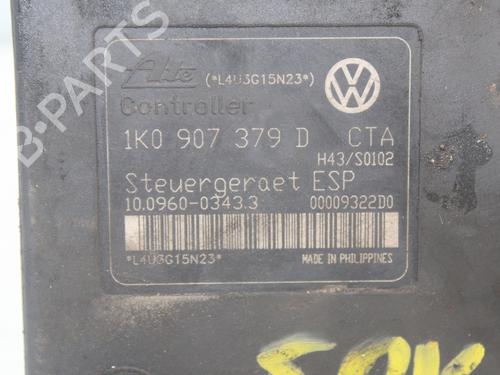 Ate (*L4U3G15N23*)
Controller
1K0 907 379 D CTA
H43/S0102
Steuergeraet ESP
10.0960-0343.3 00009322D0
*L4U3G15N23* MADE IN PHILIPPINES
B-PARTS